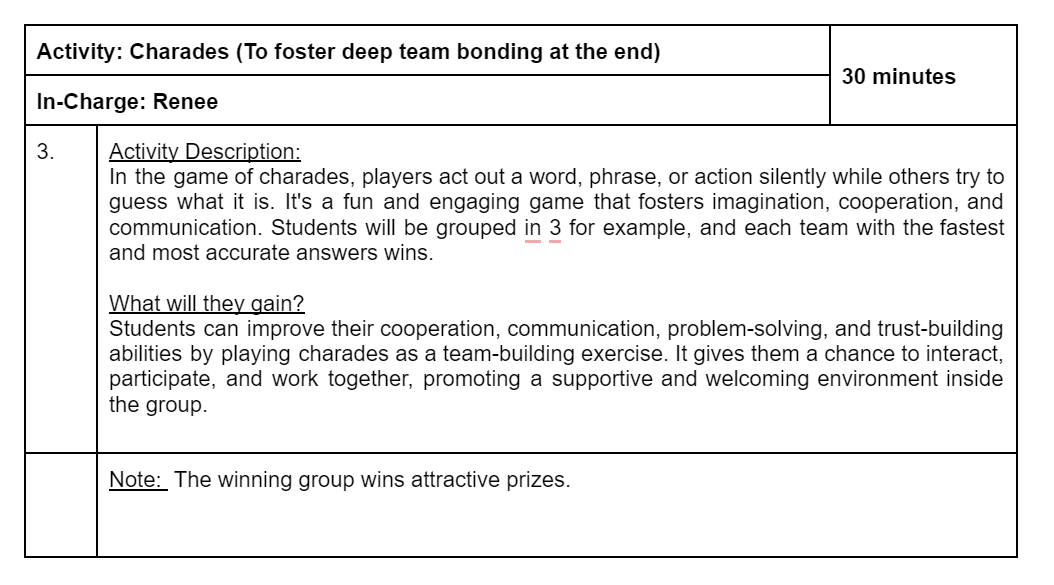 Activity: Charades (To foster deep team bonding at the end)
30 minutes
In-Charge: Renee
3.
Activity Description:
In the game of charades, players act out a word, phrase, or action silently while others try to
guess what it is. It's a fun and engaging game that fosters imagination, cooperation, and
communication. Students will be grouped in 3 for example, and each team with the fastest
and most accurate answers wins.
What will they gain?
Students can improve their cooperation, communication, problem-solving, and trust-building
abilities by playing charades as a team-building exercise. It gives them a chance to interact,
participate, and work together, promoting a supportive and welcoming environment inside
the group.
Note: The winning group wins attractive prizes.